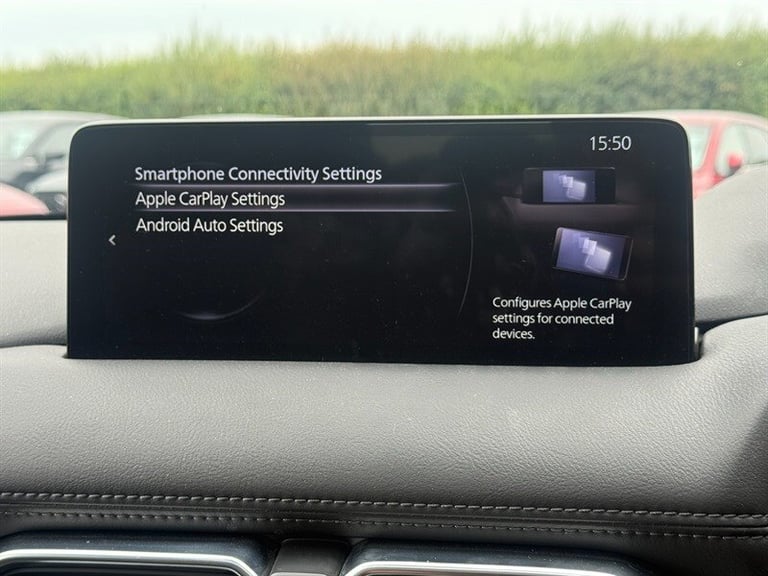 15:50
Smartphone Connectivity Settings
Apple CarPlay Settings
Android Auto Settings
Configures Apple CarPlay
settings for connected
devices.